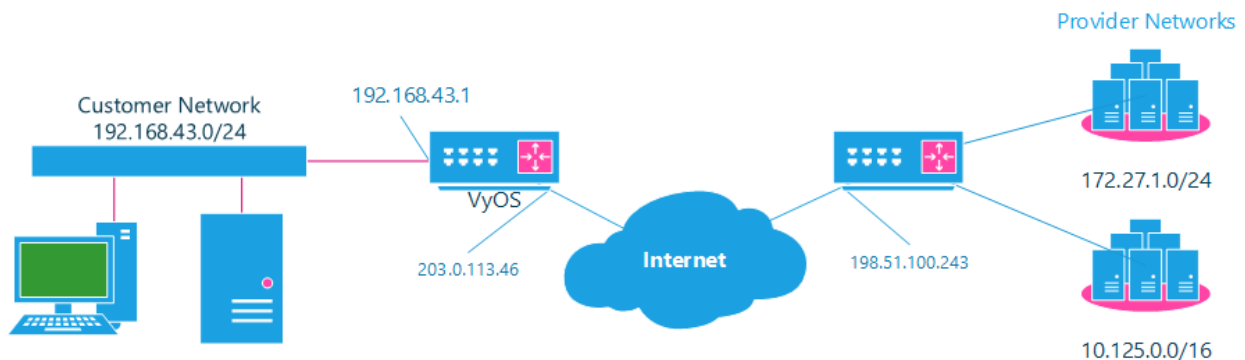 Provider Networks
192.168.43.1
Customer Network
192.168.43.0/24
172.27.1.0/24
VyOS
Internet
203.0.113.46
198.51.100.243
10.125.0.0/16